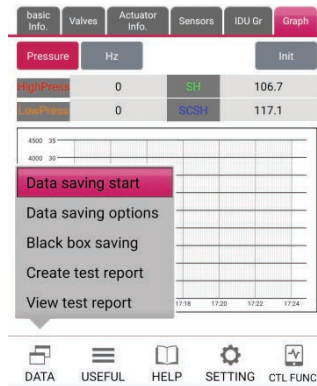 basic Info. Valves Actuator Info. Sensors IDU Gr Graph
Pressure Hz Init
HighPress 0 SH 106.7
LowPress 0 SCSH 117.1
4500 35
4000 30
Data saving start
Data saving options
Black box saving
Create test report
View test report
17:18 17:20 17:22 17:24
DATA USEFUL HELP SETTING CTL FUNC